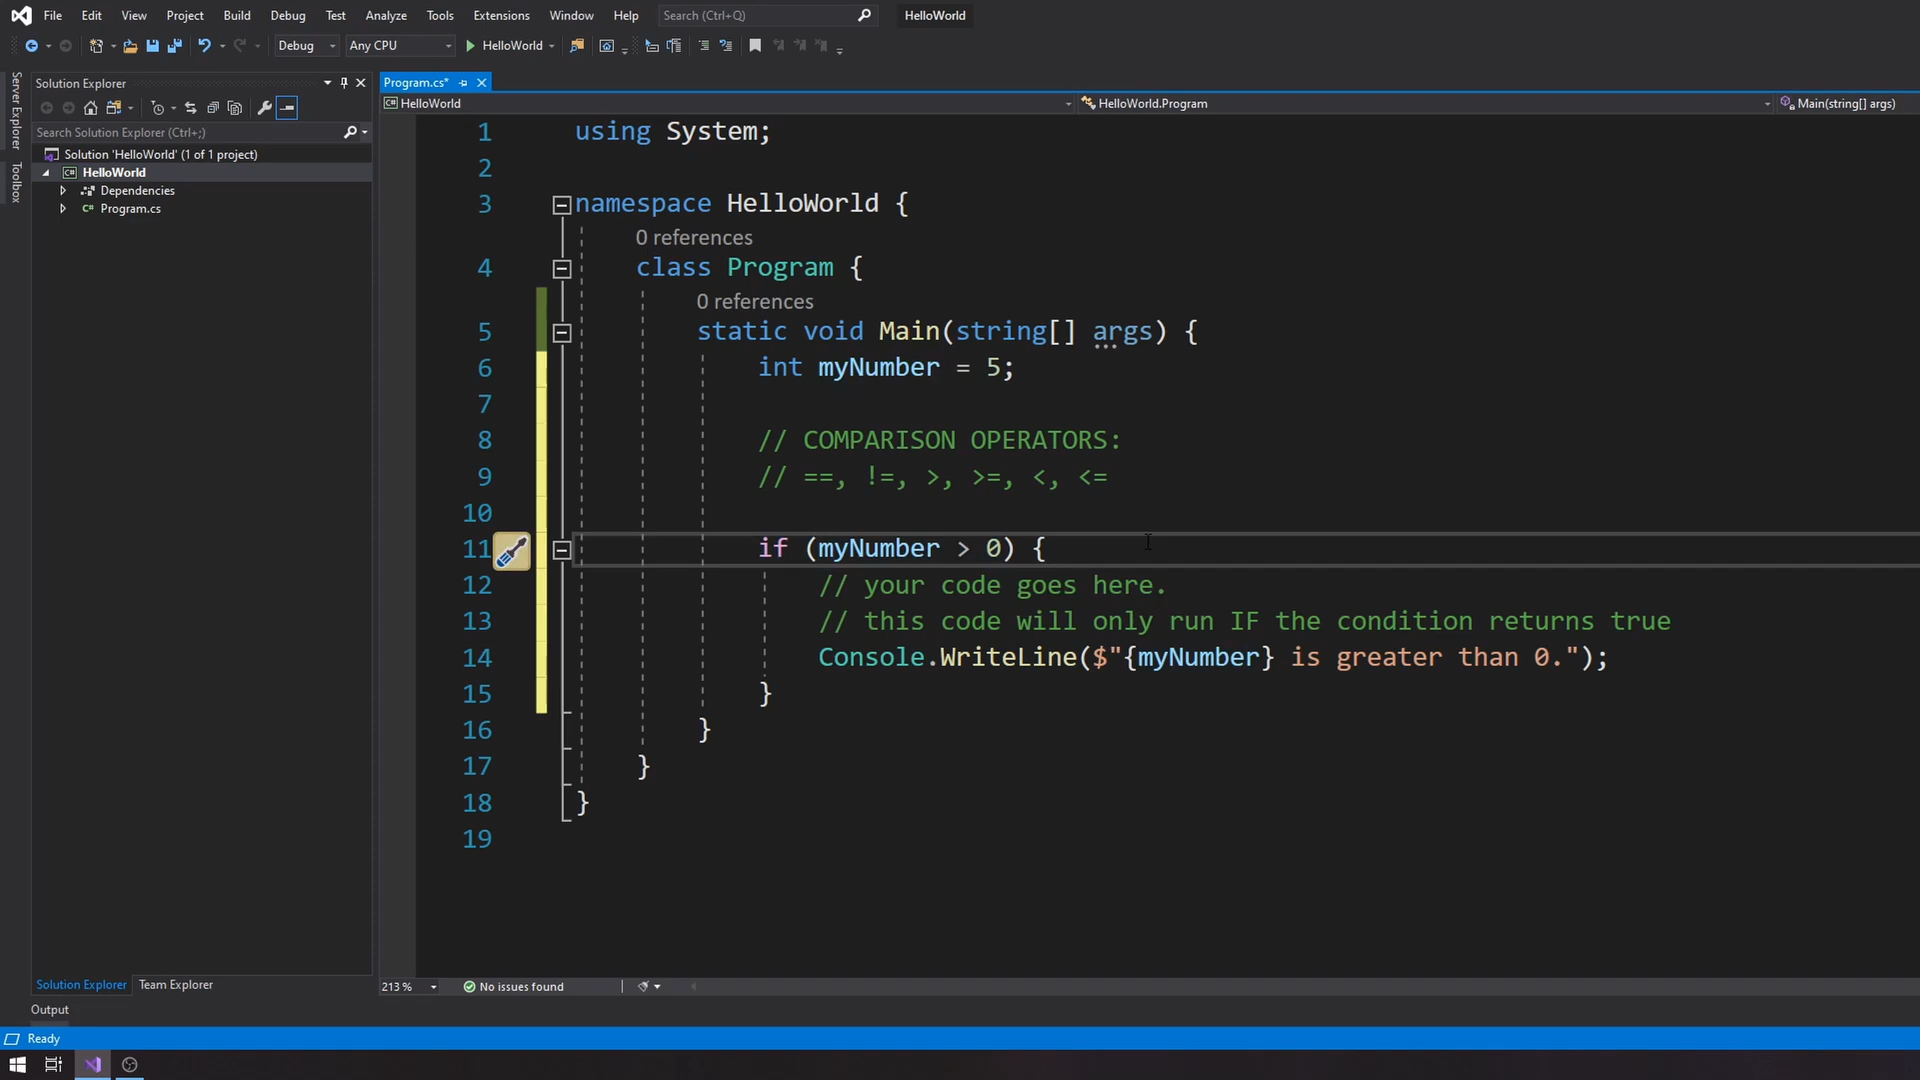 File Edit View Project Build Debug Test Analyze Tools Extensions Window Help Search (Ctrl+Q) HelloWorld
Debug Any CPU HelloWorld
Server Explorer
Toolbox
Solution Explorer
Search Solution Explorer (Ctrl+;)
Solution 'HelloWorld' (1 of 1 project)
C# HelloWorld
Dependencies
C# Program.cs
Solution Explorer Team Explorer
Program.cs*
C# HelloWorld HelloWorld.Program Main(string[] args)
1 using System;
2
3 namespace HelloWorld {
0 references
4 class Program {
0 references
5 static void Main(string[] args) {
6 int myNumber = 5;
7
8 // COMPARISON OPERATORS:
9 // ==, !=, >, >=, <, <=
10
11 if (myNumber > 0) {
12 // your code goes here.
13 // this code will only run IF the condition returns true
14 Console.WriteLine($"{myNumber} is greater than 0.");
15 }
16 }
17 }
18 }
19
213 % No issues found
Output
Ready